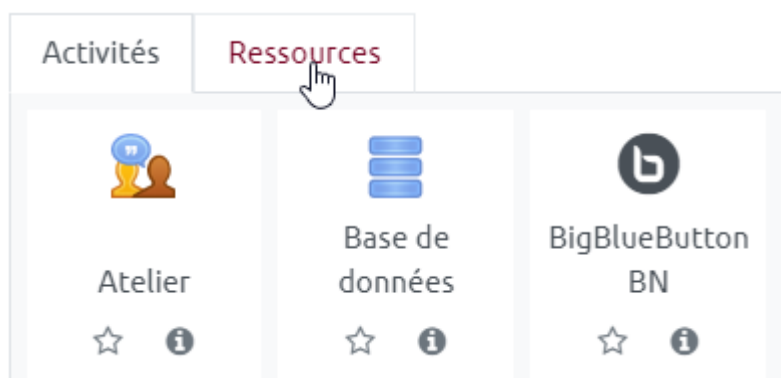 Activités Ressources
Atelier
Base de
données
BigBlueButton
BN